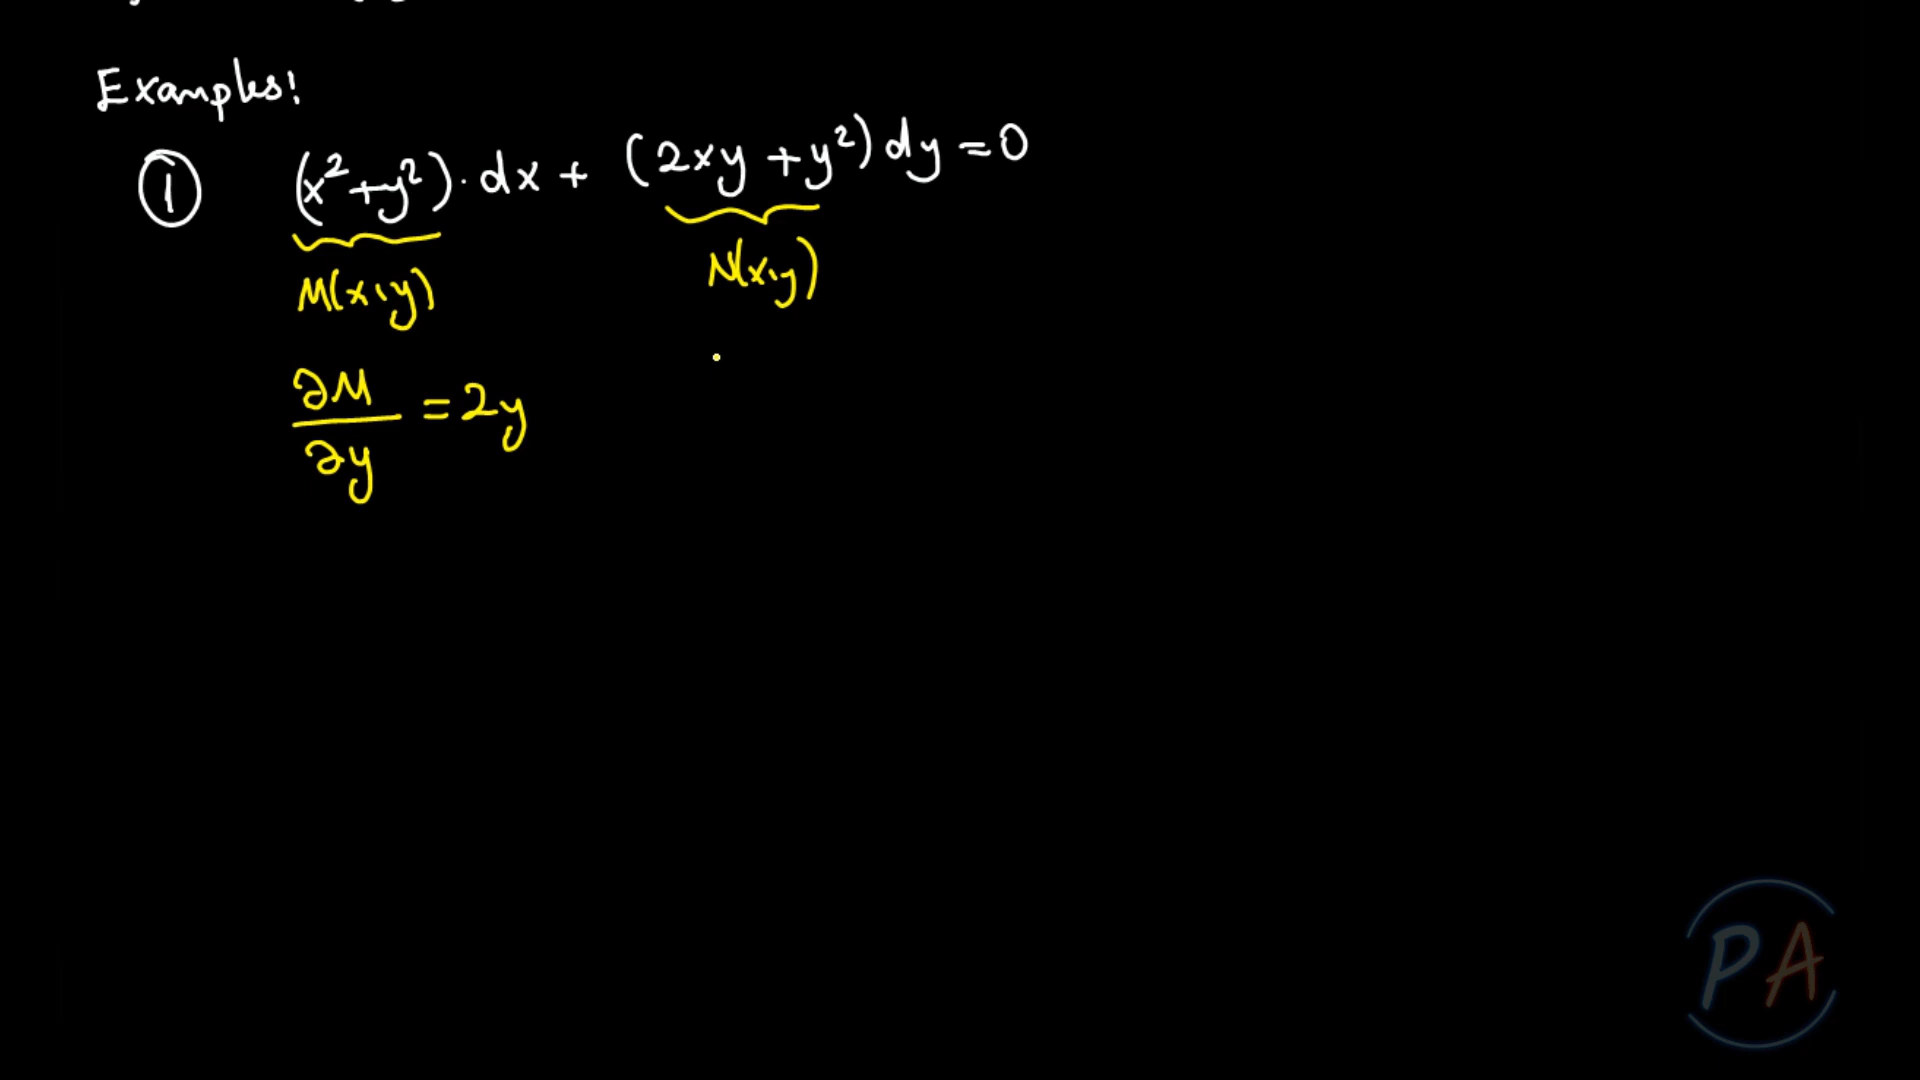 Examples!
① (x²+y²)·dx + (2xy + y²)dy = 0
M(x,y) N(x,y)
∂M/∂y = 2y
PA